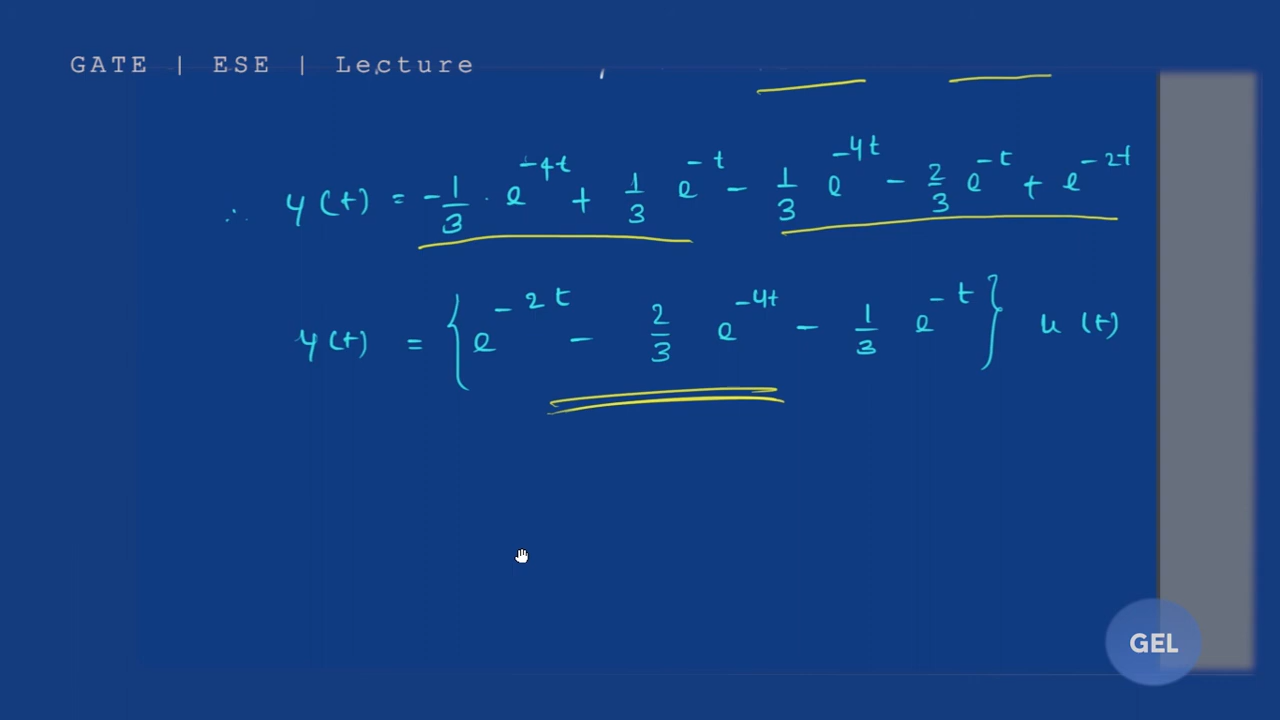 GATE | ESE | Lecture
∴ y(t) = -1/3 · e^{-4t} + 1/3 e^{-t} - 1/3 e^{-4t} - 2/3 e^{-t} + e^{-2t}
y(t) = {e^{-2t} - 2/3 e^{-4t} - 1/3 e^{-t}} u(t)
GEL